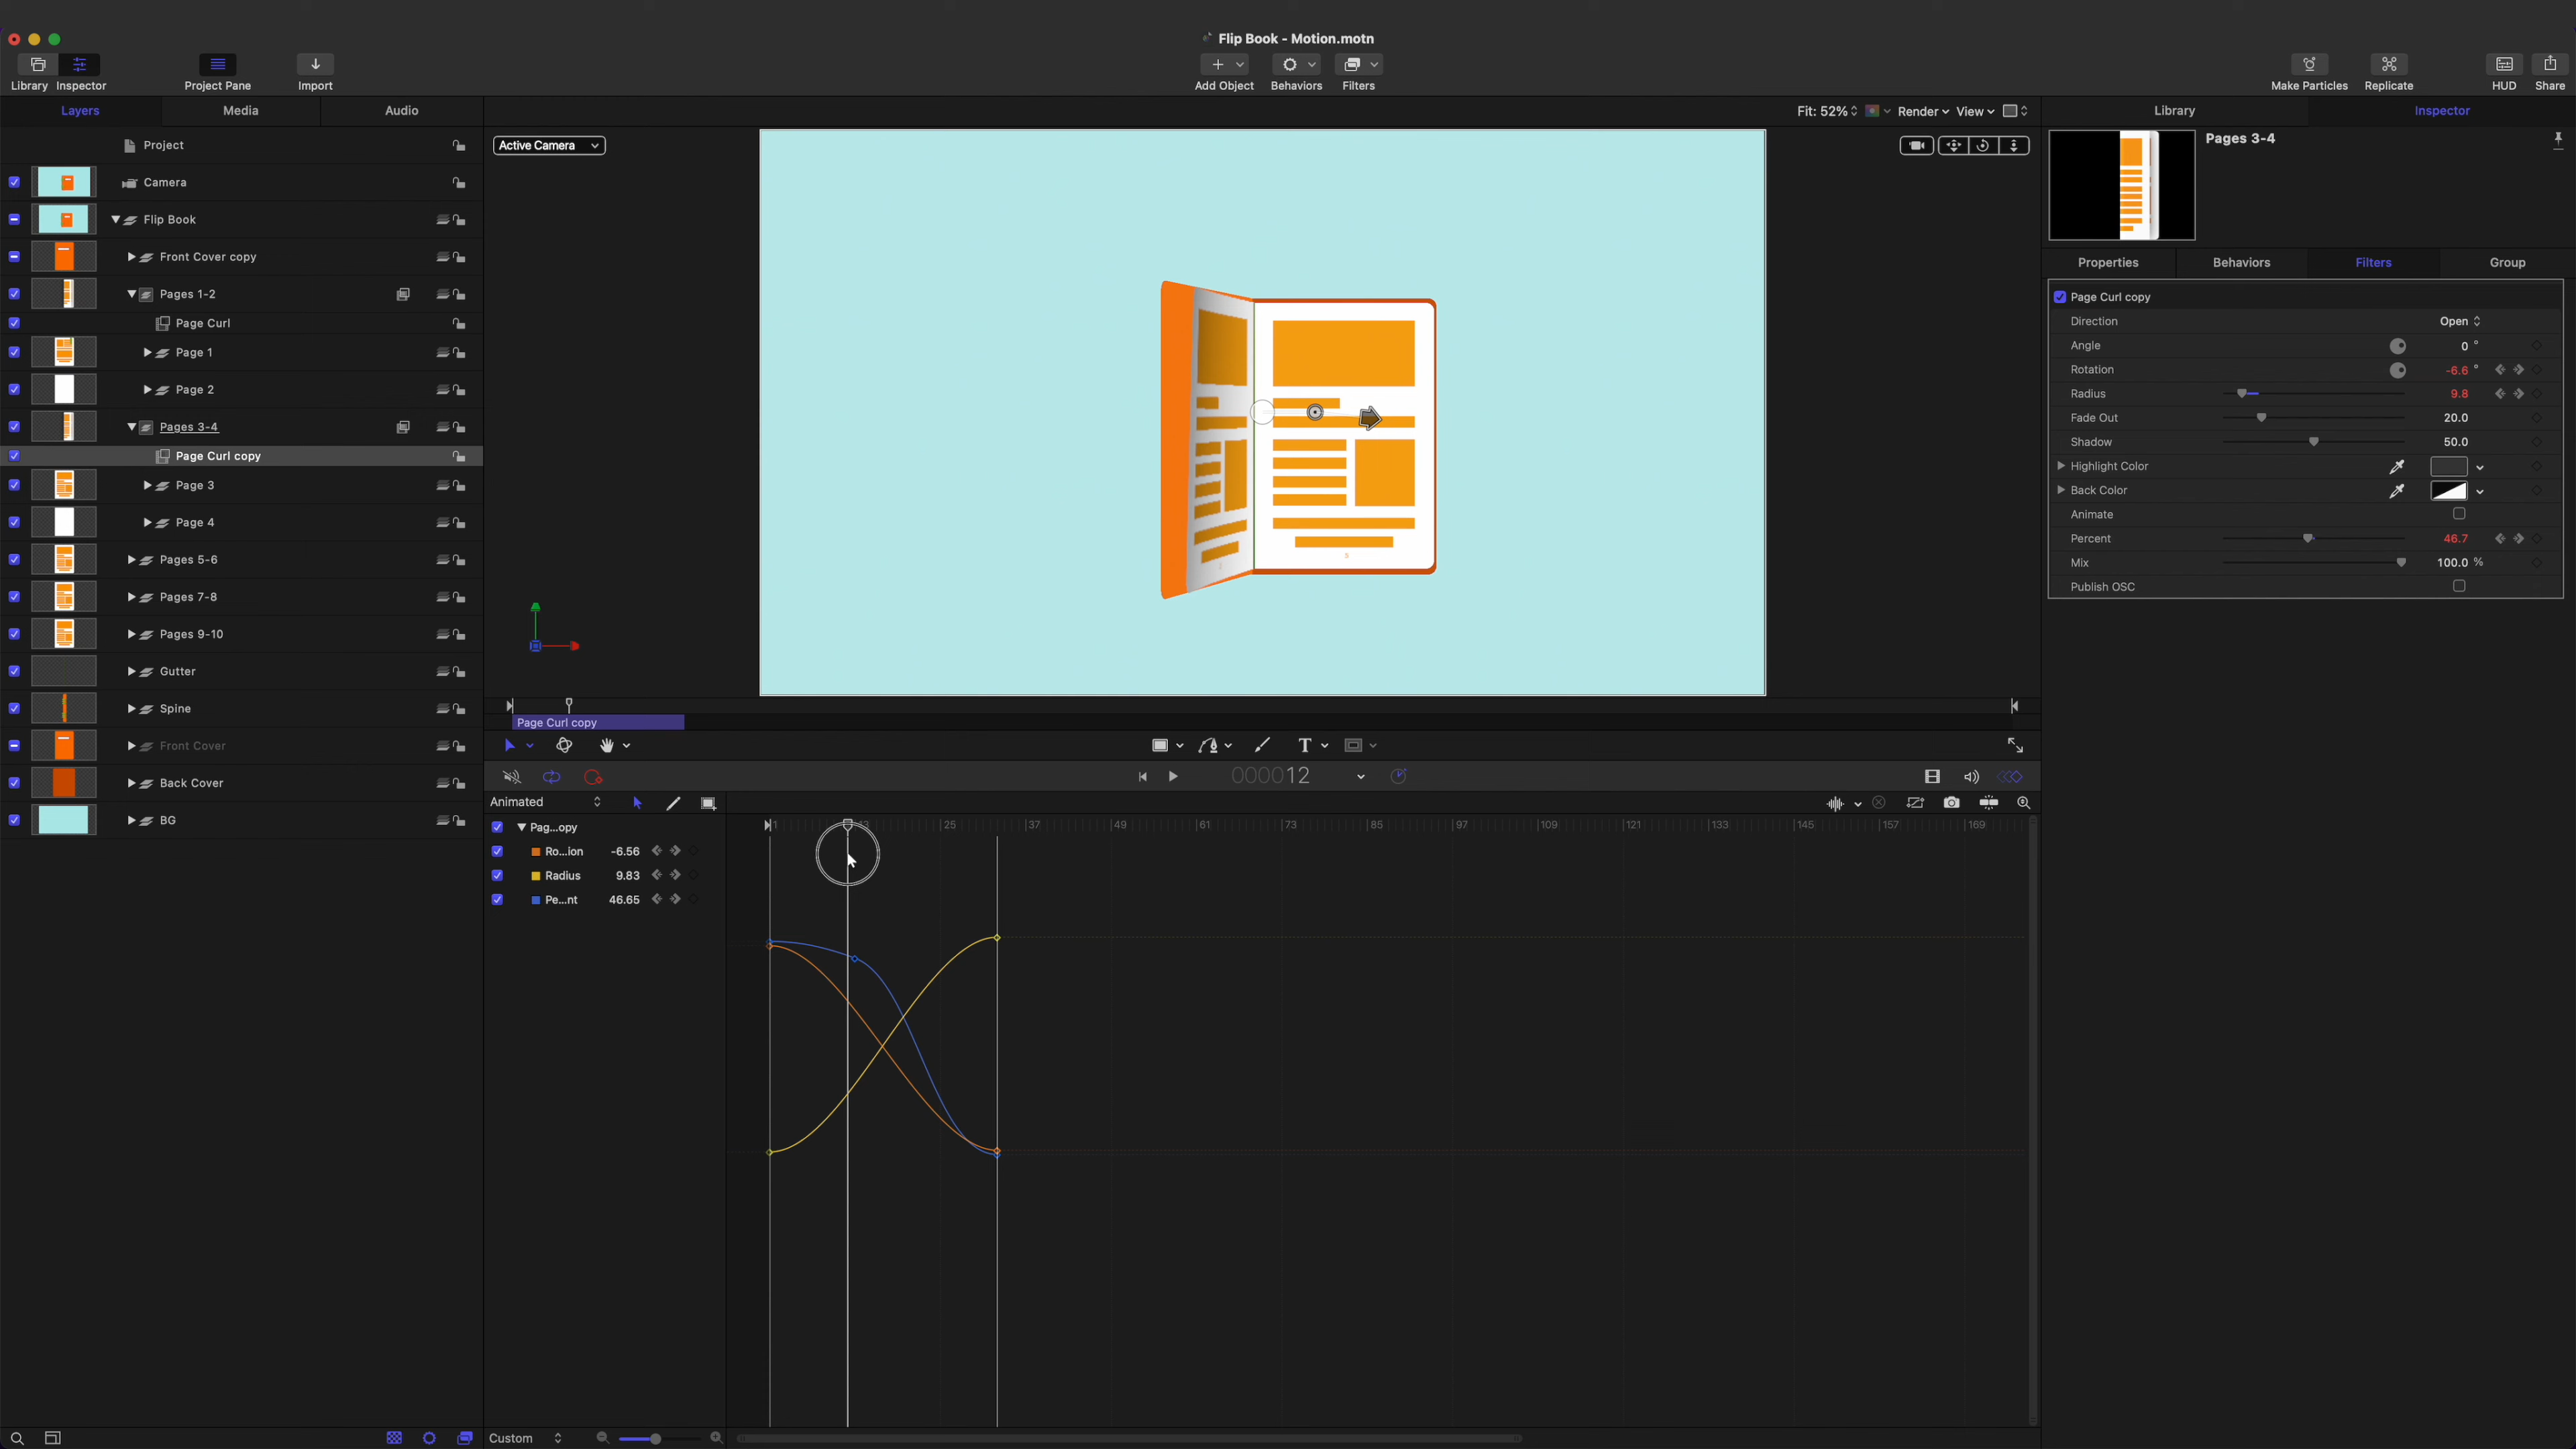 Flip Book - Motion.motn
Library Inspector Project Pane Import Add Object Behaviors Filters Make Particles Replicate HUD Share
Layers Media Audio
Fit: 52% Render View
Library Inspector
Project
Camera
Flip Book
Front Cover copy
Pages 1-2
Page Curl
Page 1
Page 2
Pages 3-4
Page Curl copy
Page 3
Page 4
Pages 5-6
Pages 7-8
Pages 9-10
Gutter
Spine
Front Cover
Back Cover
BG
Active Camera
5
Pages 3-4
Properties Behaviors Filters Group
Page Curl copy
Direction Open
Angle 0 °
Rotation -6.6 °
Radius 9.8
Fade Out 20.0
Shadow 50.0
Highlight Color
Back Color
Animate
Percent 46.7
Mix 100.0 %
Publish OSC
Page Curl copy
T
000012
Animated
1 13 25 37 49 61 73 85 97 109 121 133 145 157 169
Pag...opy
Ro...ion -6.56
Radius 9.83
Pe...nt 46.65
Custom